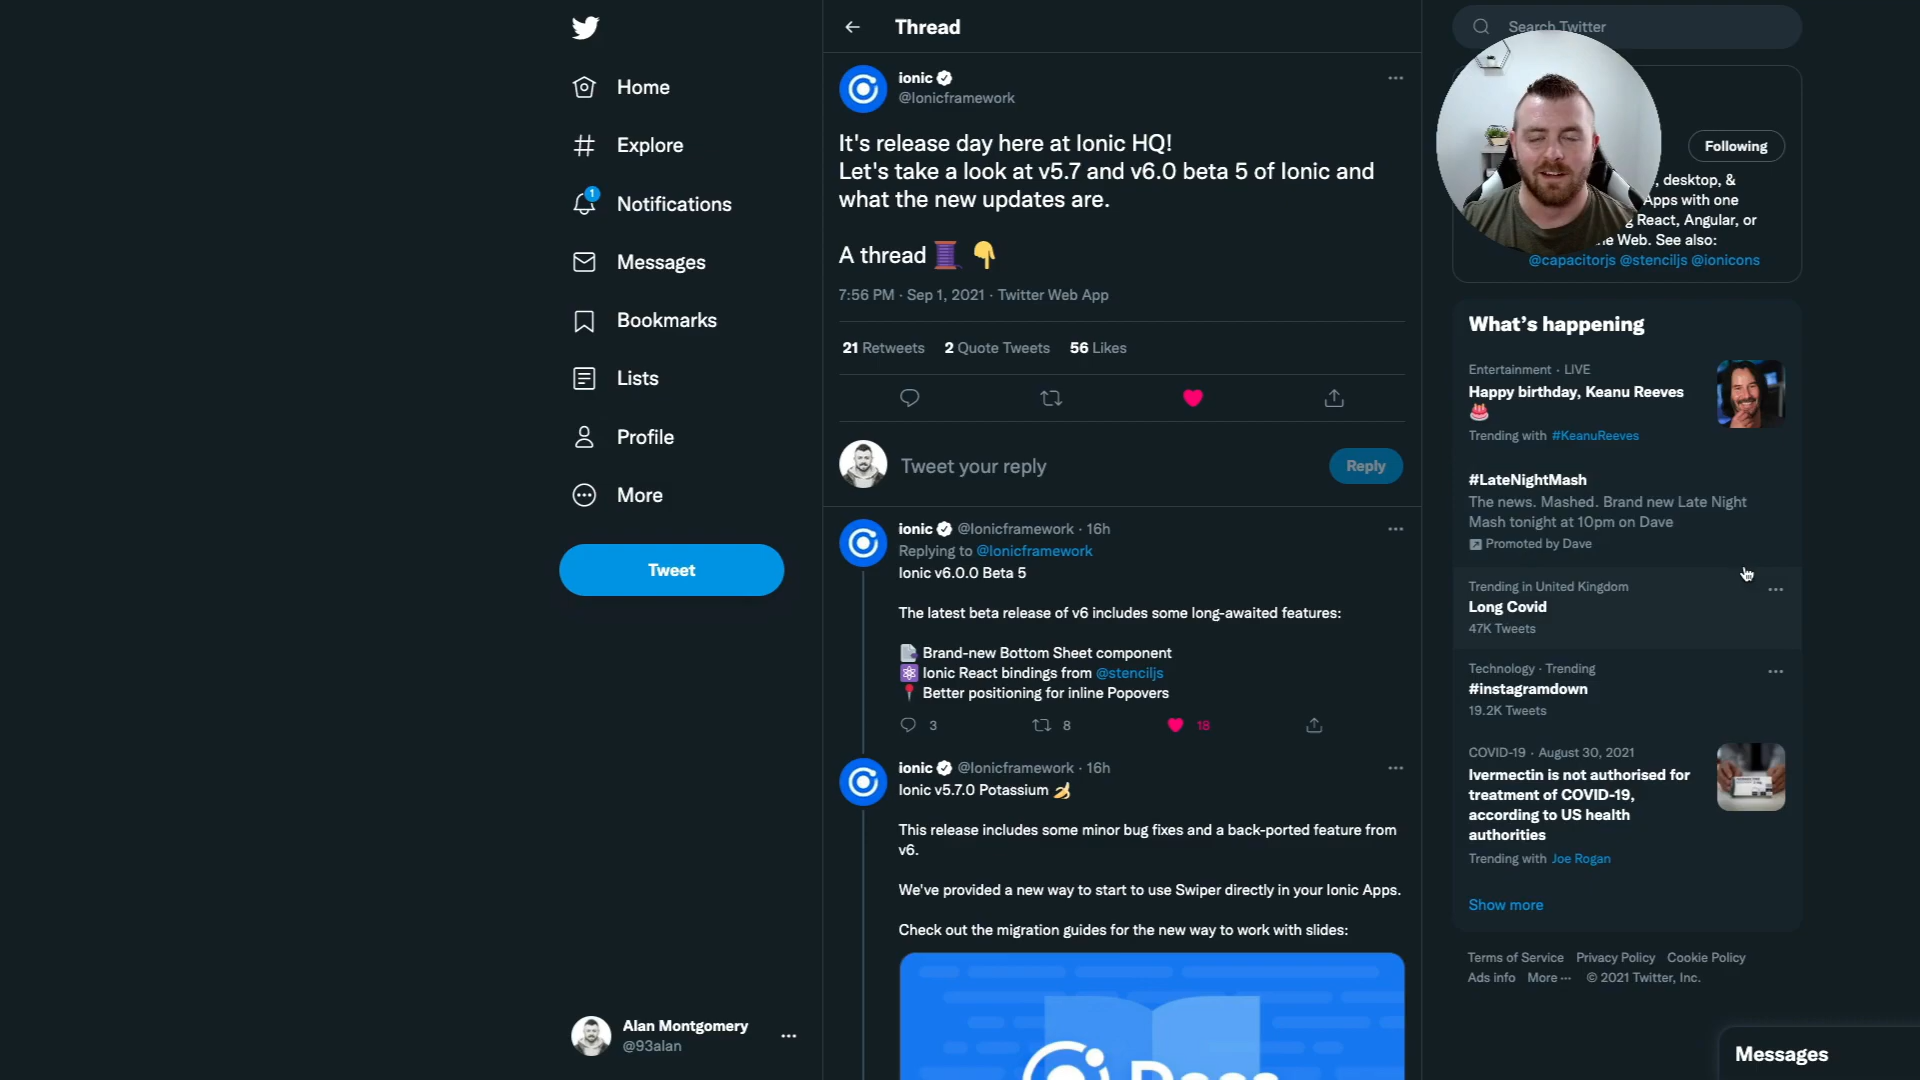 Home
Explore
1
Notifications
Messages
Bookmarks
Lists
Profile
More
Tweet
Alan Montgomery
@93alan
Thread
ionic
@Ionicframework
It's release day here at Ionic HQ!
Let's take a look at v5.7 and v6.0 beta 5 of Ionic and
what the new updates are.
A thread 🧵 👇
7:56 PM · Sep 1, 2021 · Twitter Web App
21 Retweets 2 Quote Tweets 56 Likes
Tweet your reply
Reply
ionic @Ionicframework · 16h
Replying to @Ionicframework
Ionic v6.0.0 Beta 5
The latest beta release of v6 includes some long-awaited features:
Brand-new Bottom Sheet component
⚛ Ionic React bindings from @stenciljs
📍 Better positioning for inline Popovers
3 8 18
ionic @Ionicframework · 16h
Ionic v5.7.0 Potassium 🍌
This release includes some minor bug fixes and a back-ported feature from
v6.
We've provided a new way to start to use Swiper directly in your Ionic Apps.
Check out the migration guides for the new way to work with slides:
Docs
Search Twitter
Following
, desktop, &
Apps with one
React, Angular, or
Web. See also:
@capacitorjs @stenciljs @ionicons
What's happening
Entertainment · LIVE
Happy birthday, Keanu Reeves
🎂
Trending with #KeanuReeves
#LateNightMash
The news. Mashed. Brand new Late Night
Mash tonight at 10pm on Dave
Promoted by Dave
Trending in United Kingdom
Long Covid
47K Tweets
Technology · Trending
#instagramdown
19.2K Tweets
COVID-19 · August 30, 2021
Ivermectin is not authorised for
treatment of COVID-19,
according to US health
authorities
Trending with Joe Rogan
Show more
Terms of Service Privacy Policy Cookie Policy
Ads info More ··· © 2021 Twitter, Inc.
Messages